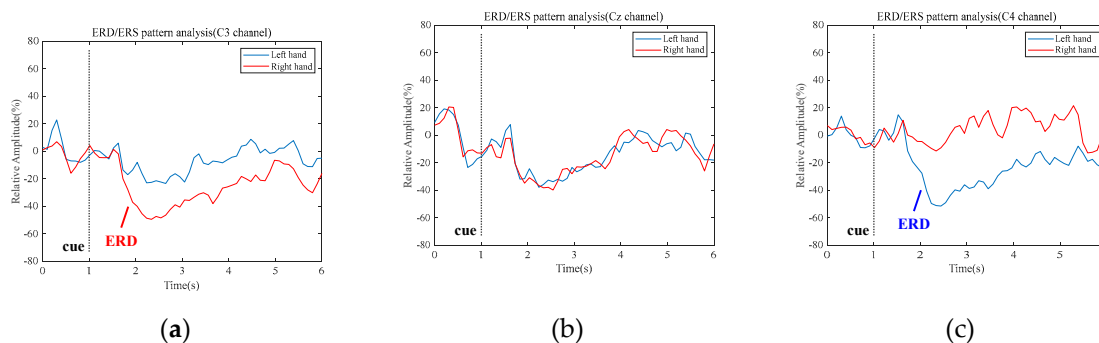 ERD/ERS pattern analysis(C3 channel)
Left hand
Right hand
Relative Amplitude(%)
80
60
40
20
0
-20
-40
-60
-80
cue
ERD
0 1 2 3 4 5 6
Time(s)
(a)
ERD/ERS pattern analysis(Cz channel)
Left hand
Right hand
Relative Amplitude(%)
80
60
40
20
0
-20
-40
-60
-80
cue
0 1 2 3 4 5 6
Time(s)
(b)
ERD/ERS pattern analysis(C4 channel)
Left hand
Right hand
Relative Amplitude(%)
80
60
40
20
0
-20
-40
-60
-80
cue
ERD
0 1 2 3 4 5
Time(s)
(c)